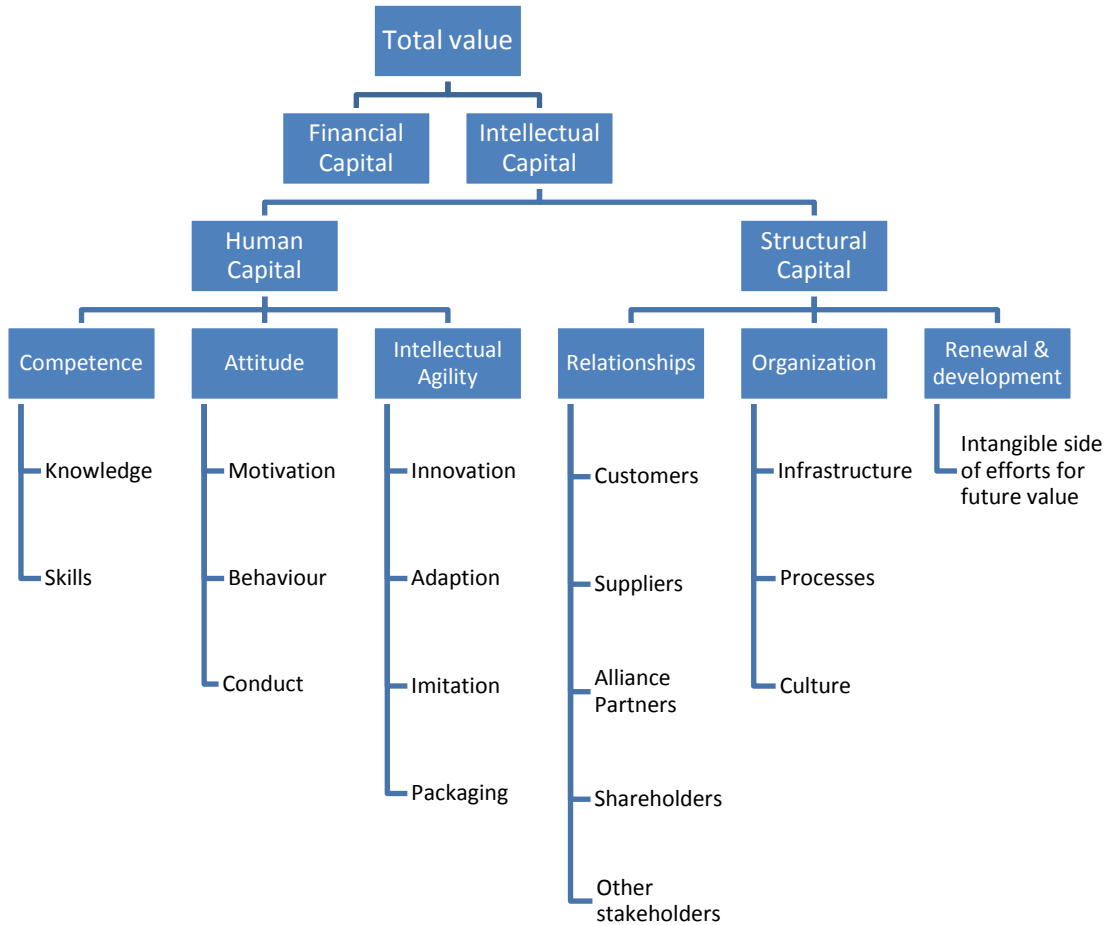 Total value
Financial
Capital
Intellectual
Capital
Human
Capital
Structural
Capital
Competence
Attitude
Intellectual
Agility
Relationships
Organization
Renewal &
development
Knowledge
Skills
Motivation
Behaviour
Conduct
Innovation
Adaption
Imitation
Packaging
Customers
Suppliers
Alliance
Partners
Shareholders
Other
stakeholders
Infrastructure
Processes
Culture
Intangible side
of efforts for
future value